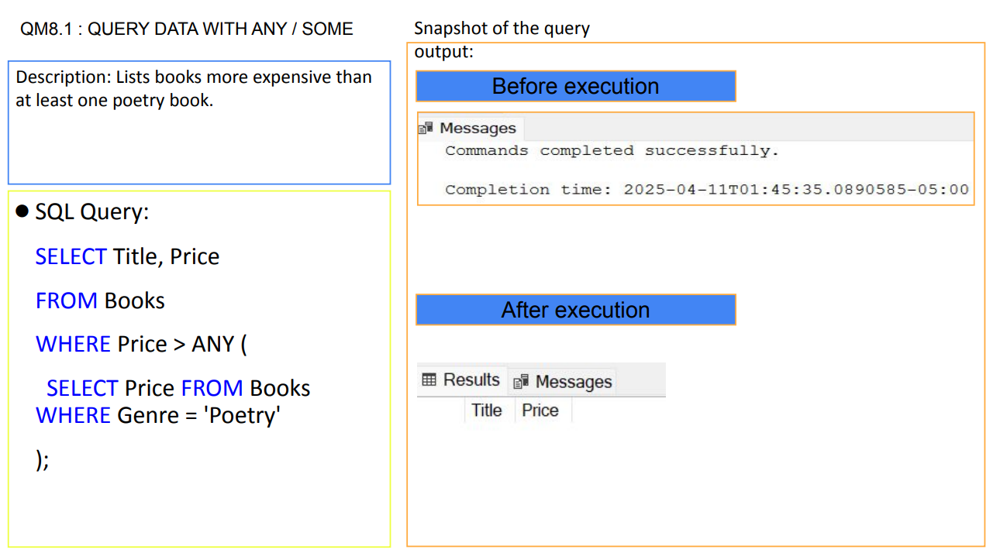 QM8.1 : QUERY DATA WITH ANY / SOME
Description: Lists books more expensive than
at least one poetry book.
● SQL Query:
SELECT Title, Price
FROM Books
WHERE Price > ANY (
SELECT Price FROM Books
WHERE Genre = 'Poetry'
);
Snapshot of the query
output:
Before execution
Messages
Commands completed successfully.
Completion time: 2025-04-11T01:45:35.0890585-05:00
After execution
Results Messages
Title Price